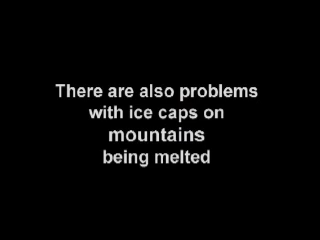 There are also problems
with ice caps on
mountains
being melted